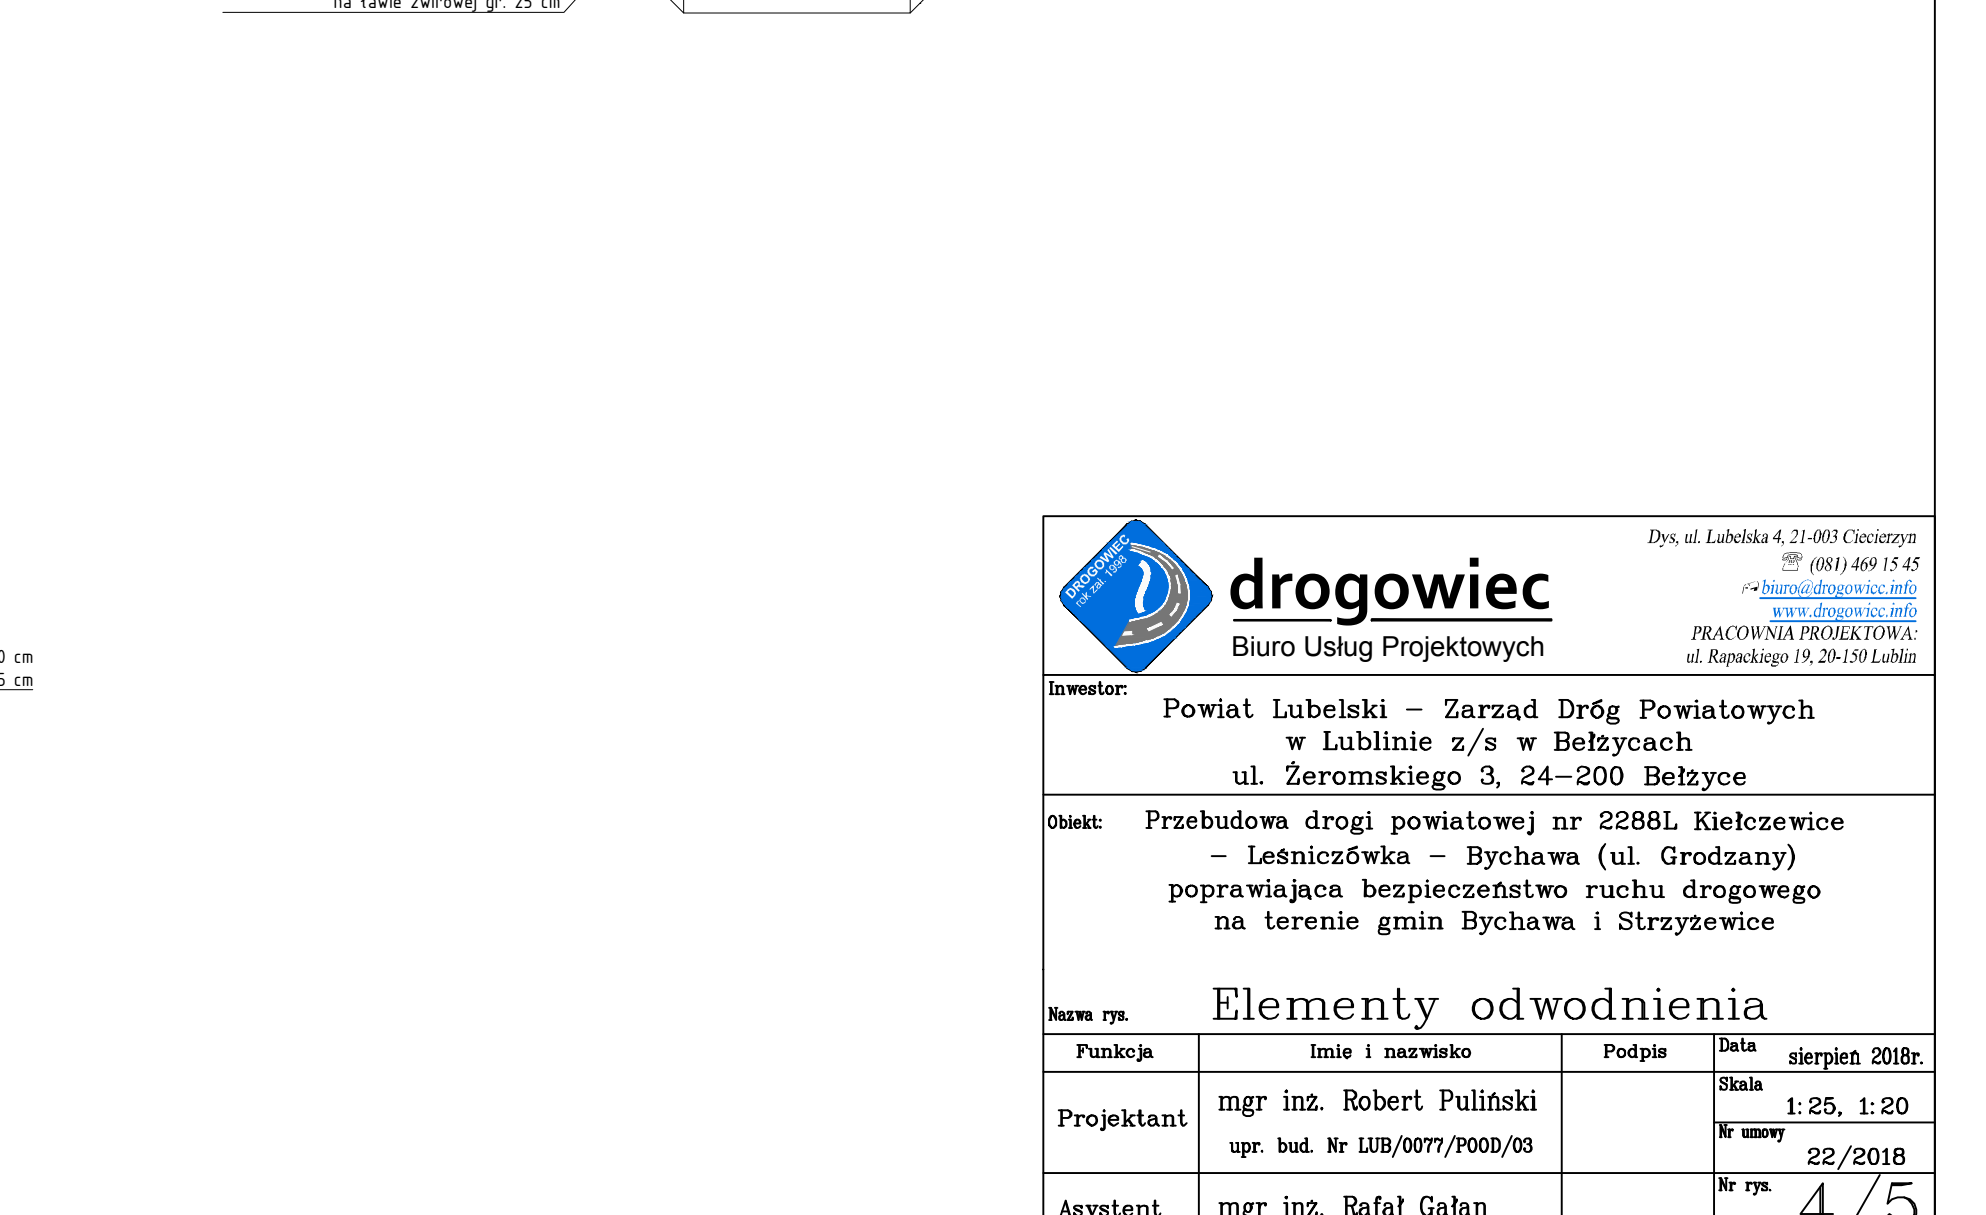 na ławie żwirowej gr. 25 cm
0 cm
5 cm
DROGOWIEC
rok zał. 1998
drogowiec
Biuro Usług Projektowych
Dys, ul. Lubelska 4, 21-003 Ciecierzyn
(081) 469 15 45
biuro@drogowiec.info
www.drogowiec.info
PRACOWNIA PROJEKTOWA:
ul. Rapackiego 19, 20-150 Lublin
Inwestor:
Powiat Lubelski – Zarząd Dróg Powiatowych
w Lublinie z/s w Bełżycach
ul. Żeromskiego 3, 24–200 Bełżyce
Obiekt:
Przebudowa drogi powiatowej nr 2288L Kiełczewice
– Leśniczówka – Bychawa (ul. Grodzany)
poprawiająca bezpieczeństwo ruchu drogowego
na terenie gmin Bychawa i Strzyżewice
Nazwa rys.
Elementy odwodnienia
Funkcja
Imię i nazwisko
Podpis
Data
sierpień 2018r.
Projektant
mgr inż. Robert Puliński
upr. bud. Nr LUB/0077/POOD/03
Skala
1:25, 1:20
Nr umowy
22/2018
Asystent
mgr inż. Rafał Gałan
Nr rys.
4/5